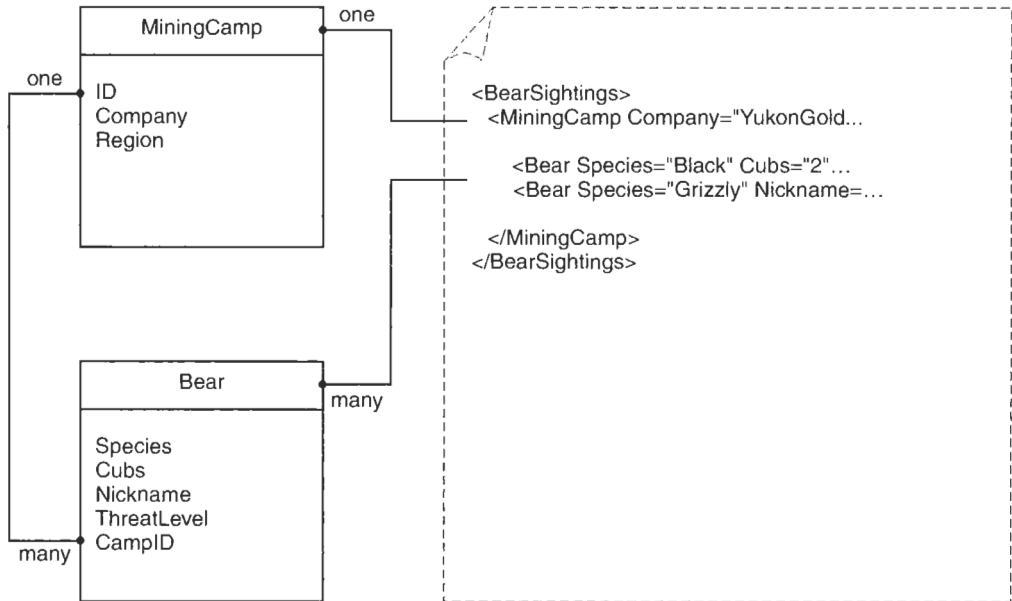 MiningCamp
one
one
ID
Company
Region
<BearSightings>
<MiningCamp Company="YukonGold...
<Bear Species="Black" Cubs="2"...
<Bear Species="Grizzly" Nickname=...
</MiningCamp>
</BearSightings>
Bear
many
Species
Cubs
Nickname
ThreatLevel
CampID
many